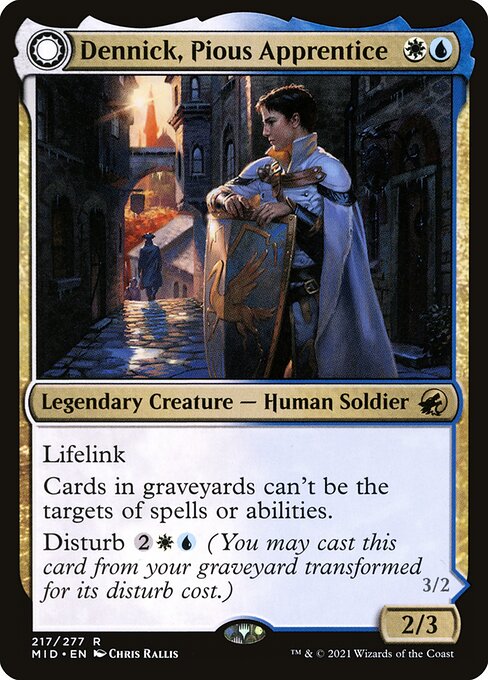 Dennick, Pious Apprentice
Legendary Creature — Human Soldier
Lifelink
Cards in graveyards can't be the
targets of spells or abilities.
Disturb 2 (You may cast this
card from your graveyard transformed
for its disturb cost.)
3/2
2/3
217/277 R
MID • EN Chris Rallis
™ & © 2021 Wizards of the Coast